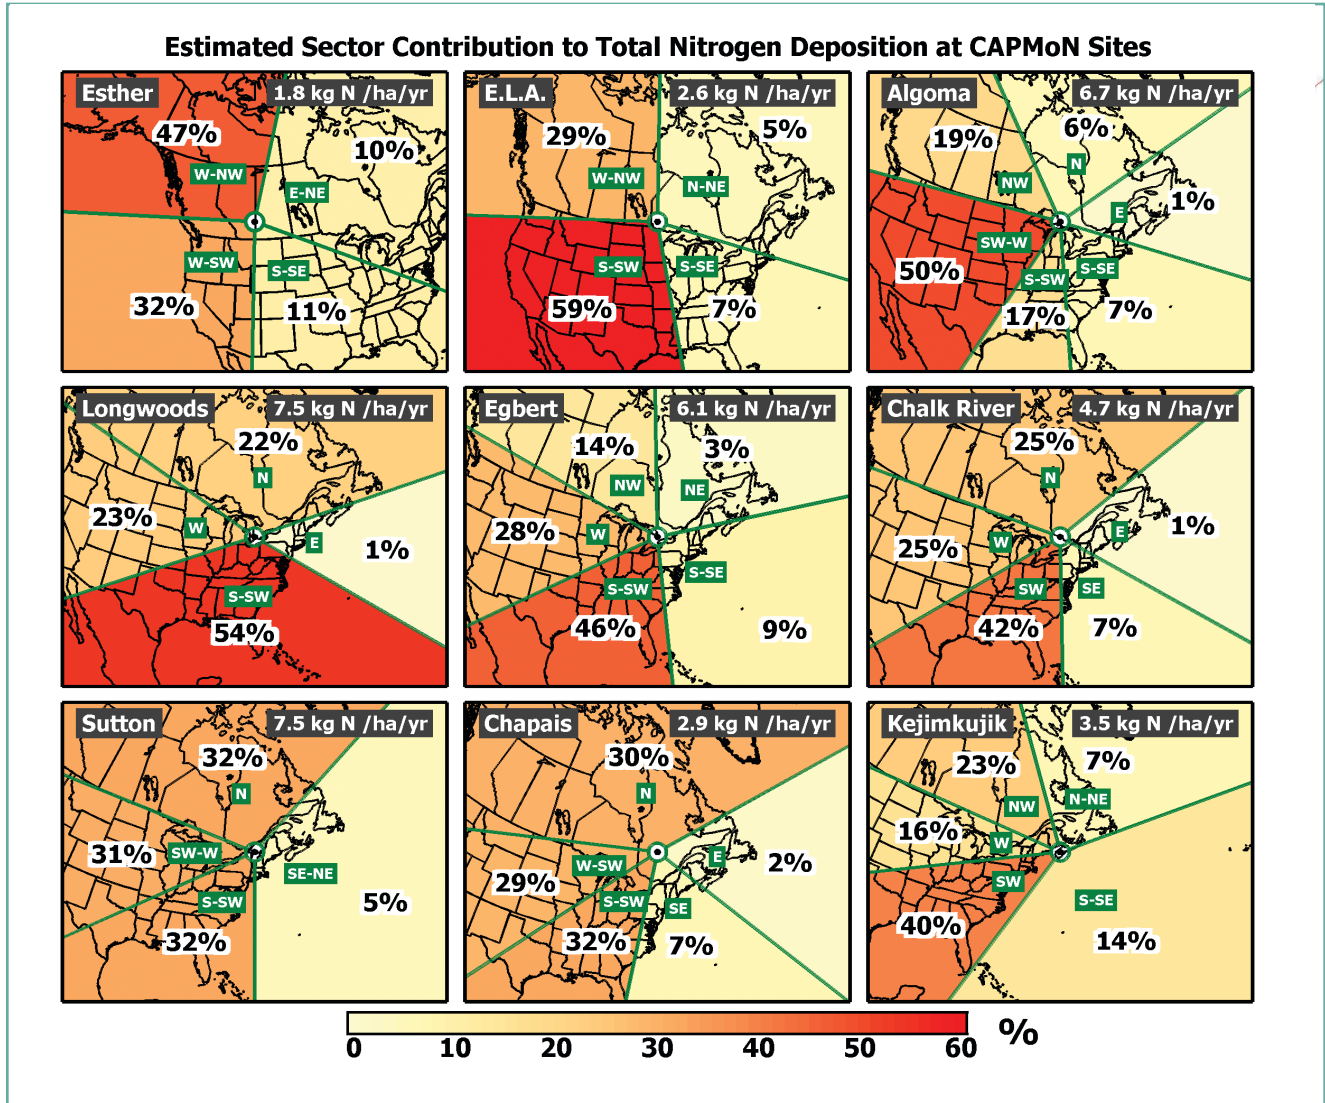 Estimated Sector Contribution to Total Nitrogen Deposition at CAPMoN Sites
Esther
1.8 kg N /ha/yr
47%
10%
W-NW
E-NE
W-SW
S-SE
32%
11%
E.L.A.
2.6 kg N /ha/yr
29%
5%
W-NW
N-NE
S-SW
S-SE
59%
7%
Algoma
6.7 kg N /ha/yr
19%
6%
N
NW
1%
E
SW-W
50%
S-SW
S-SE
17%
7%
Longwoods
7.5 kg N /ha/yr
22%
N
23%
W
E
1%
S-SW
54%
Egbert
6.1 kg N /ha/yr
14%
3%
NW
NE
28%
W
S-SE
S-SW
46%
9%
Chalk River
4.7 kg N /ha/yr
25%
N
1%
E
25%
W
SW
SE
42%
7%
Sutton
7.5 kg N /ha/yr
32%
N
31%
SW-W
SE-NE
S-SW
5%
32%
Chapais
2.9 kg N /ha/yr
30%
N
W-SW
E
2%
29%
S-SW
SE
32%
7%
Kejimkujik
3.5 kg N /ha/yr
23%
7%
NW
N-NE
16%
W
SW
S-SE
40%
14%
0 10 20 30 40 50 60 %